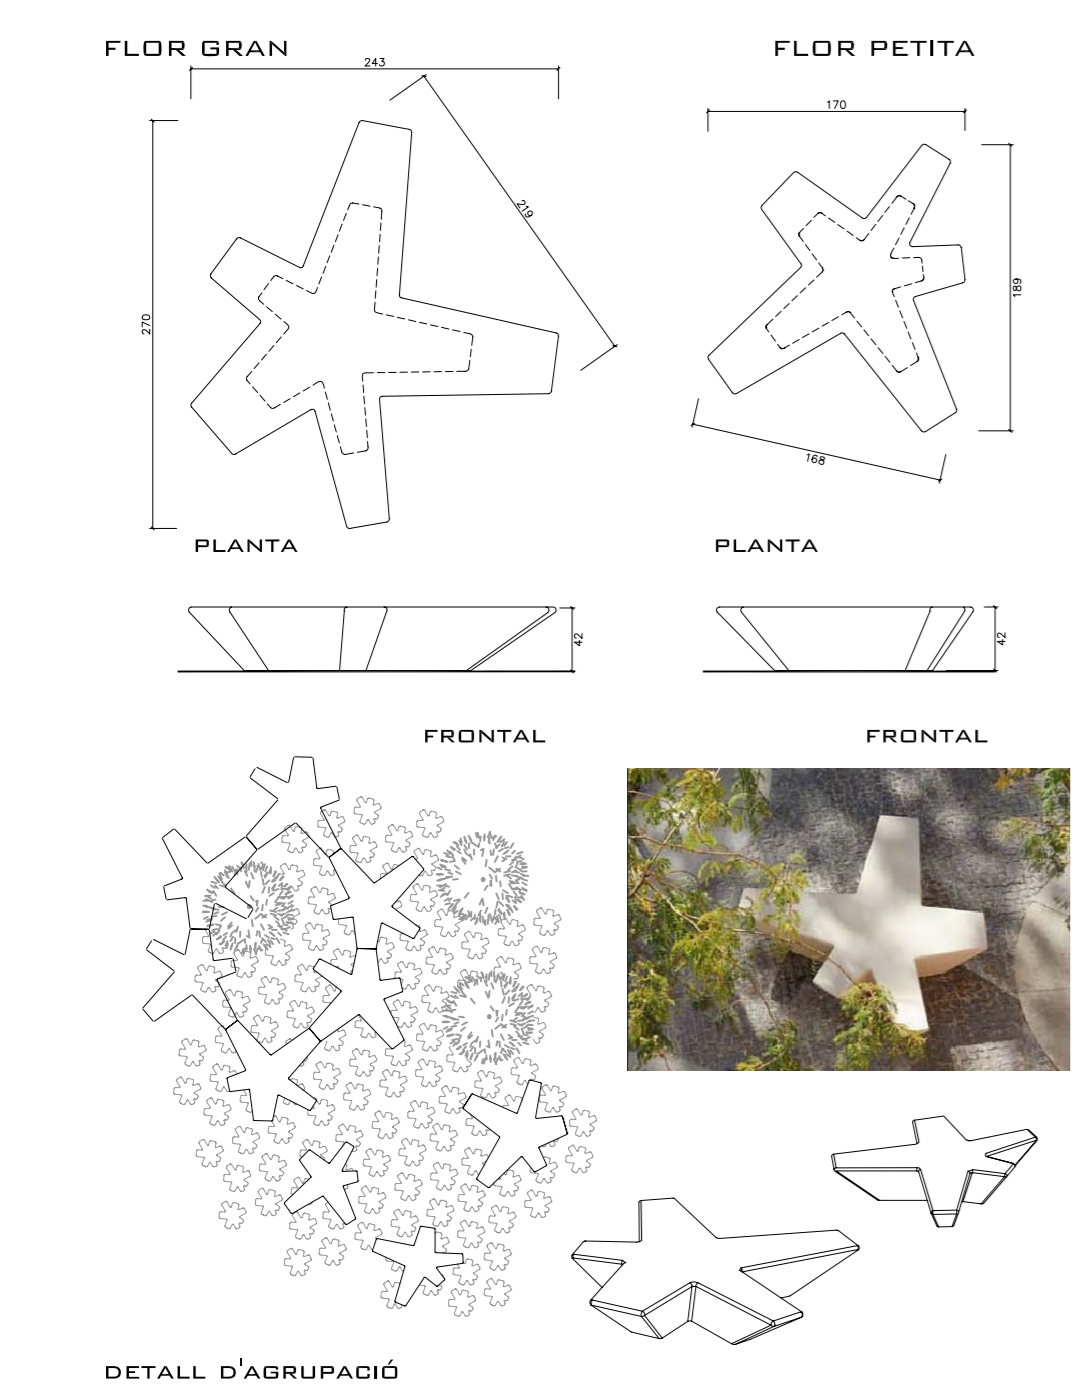 FLOR GRAN
FLOR PETITA
243
170
219
270
189
168
PLANTA
PLANTA
42
42
FRONTAL
FRONTAL
DETALL D'AGRUPACIÓ